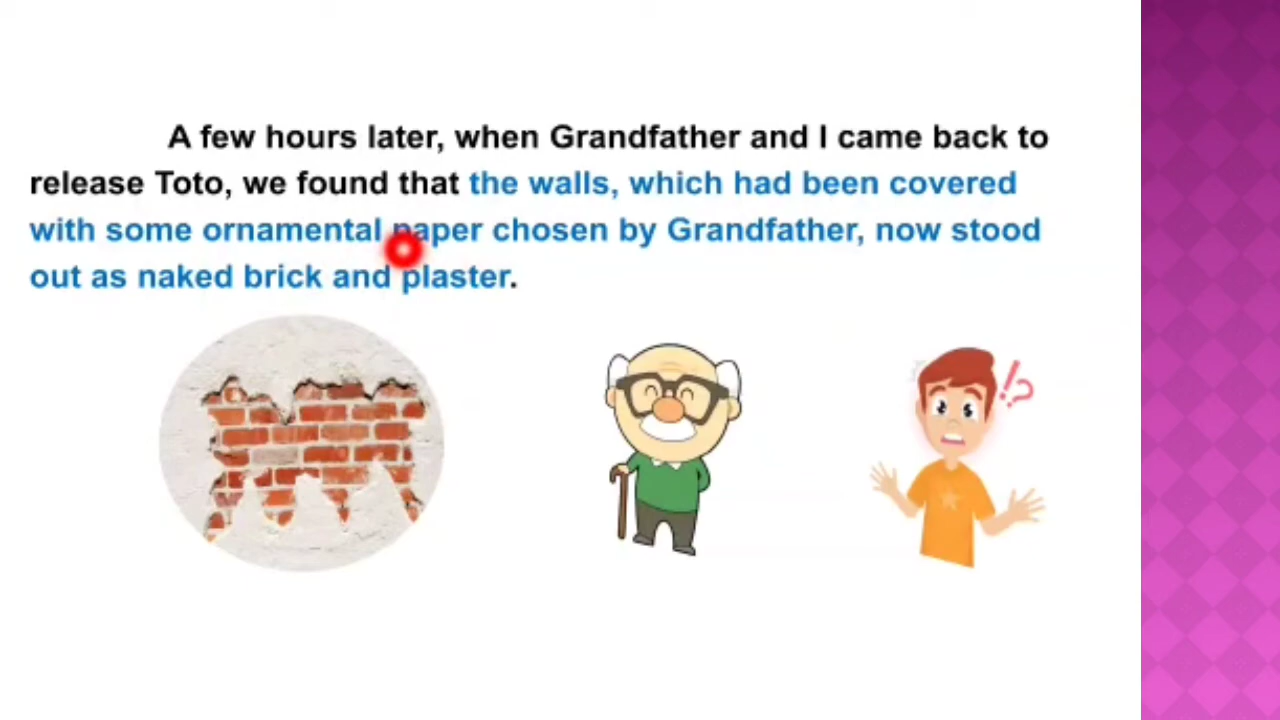 A few hours later, when Grandfather and I came back to
release Toto, we found that the walls, which had been covered
with some ornamental paper chosen by Grandfather, now stood
out as naked brick and plaster.
!?